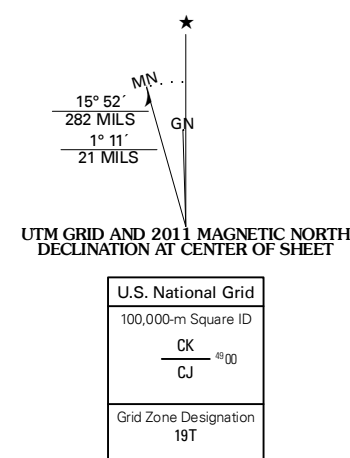 ★
MN
15° 52´
282 MILS
GN
1° 11´
21 MILS
UTM GRID AND 2011 MAGNETIC NORTH
DECLINATION AT CENTER OF SHEET
U.S. National Grid
100,000-m Square ID
CK
4900
CJ
Grid Zone Designation
19T